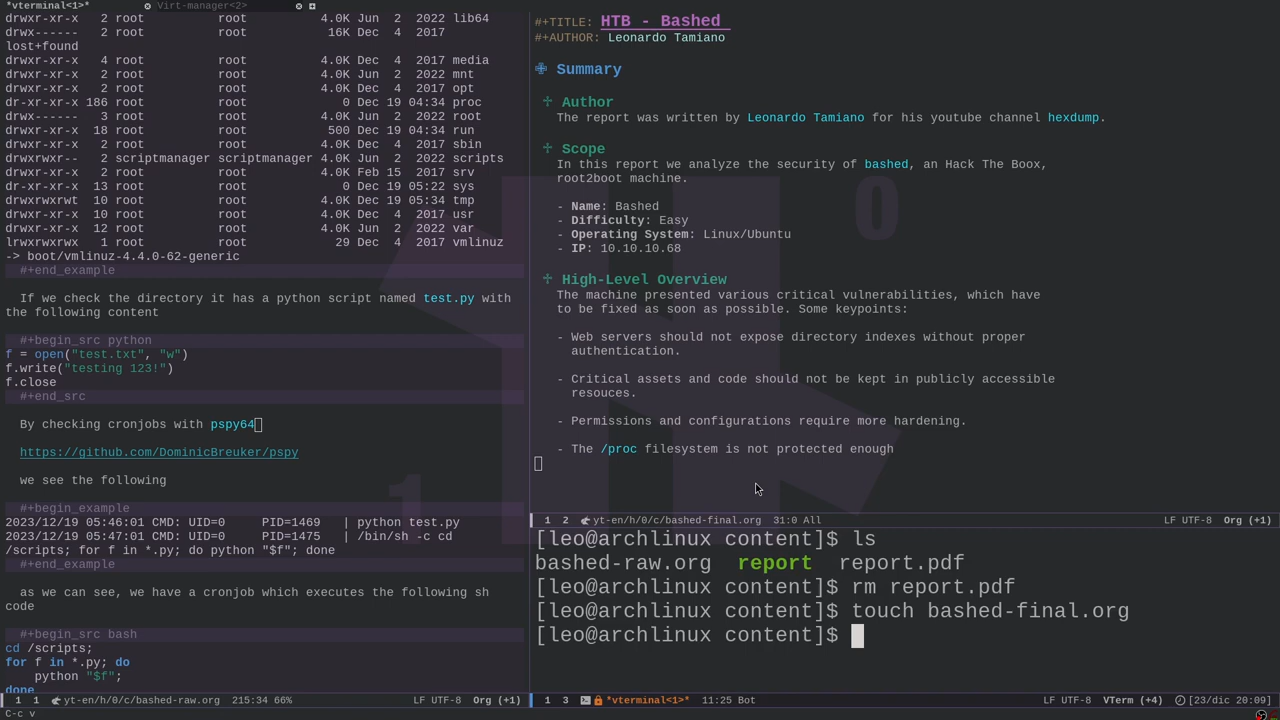 *vterminal<1>* Virt-manager<2>
drwxr-xr-x 2 root root 4.0K Jun 2 2022 lib64
drwx------ 2 root root 16K Dec 4 2017
lost+found
drwxr-xr-x 4 root root 4.0K Dec 4 2017 media
drwxr-xr-x 2 root root 4.0K Jun 2 2022 mnt
drwxr-xr-x 2 root root 4.0K Dec 4 2017 opt
dr-xr-xr-x 186 root root 0 Dec 19 04:34 proc
drwx------ 3 root root 4.0K Jun 2 2022 root
drwxr-xr-x 18 root root 500 Dec 19 04:34 run
drwxr-xr-x 2 root root 4.0K Dec 4 2017 sbin
drwxrwxr-- 2 scriptmanager scriptmanager 4.0K Jun 2 2022 scripts
drwxr-xr-x 2 root root 4.0K Feb 15 2017 srv
dr-xr-xr-x 13 root root 0 Dec 19 05:22 sys
drwxrwxrwt 10 root root 4.0K Dec 19 05:34 tmp
drwxr-xr-x 10 root root 4.0K Dec 4 2017 usr
drwxr-xr-x 12 root root 4.0K Jun 2 2022 var
lrwxrwxrwx 1 root root 29 Dec 4 2017 vmlinuz
-> boot/vmlinuz-4.4.0-62-generic
#+end_example
If we check the directory it has a python script named test.py with
the following content
#+begin_src python
f = open("test.txt", "w")
f.write("testing 123!")
f.close
#+end_src
By checking cronjobs with pspy64
https://github.com/DominicBreuker/pspy
we see the following
#+begin_example
2023/12/19 05:46:01 CMD: UID=0 PID=1469 | python test.py
2023/12/19 05:47:01 CMD: UID=0 PID=1475 | /bin/sh -c cd
/scripts; for f in *.py; do python "$f"; done
#+end_example
as we can see, we have a cronjob which executes the following sh
code
#+begin_src bash
cd /scripts;
for f in *.py; do
python "$f";
done
1 1 yt-en/h/0/c/bashed-raw.org 215:34 66% LF UTF-8 Org (+1)
C-c v
#+TITLE: HTB - Bashed
#+AUTHOR: Leonardo Tamiano
Summary
Author
The report was written by Leonardo Tamiano for his youtube channel hexdump.
Scope
In this report we analyze the security of bashed, an Hack The Boox,
root2boot machine.
- Name: Bashed
- Difficulty: Easy
- Operating System: Linux/Ubuntu
- IP: 10.10.10.68
High-Level Overview
The machine presented various critical vulnerabilities, which have
to be fixed as soon as possible. Some keypoints:
- Web servers should not expose directory indexes without proper
authentication.
- Critical assets and code should not be kept in publicly accessible
resouces.
- Permissions and configurations require more hardening.
- The /proc filesystem is not protected enough
1 2 yt-en/h/0/c/bashed-final.org 31:0 All LF UTF-8 Org (+1)
[leo@archlinux content]$ ls
bashed-raw.org report report.pdf
[leo@archlinux content]$ rm report.pdf
[leo@archlinux content]$ touch bashed-final.org
[leo@archlinux content]$
1 3 *vterminal<1>* 11:25 Bot LF UTF-8 VTerm (+4) [23/dic 20:09]
0
1